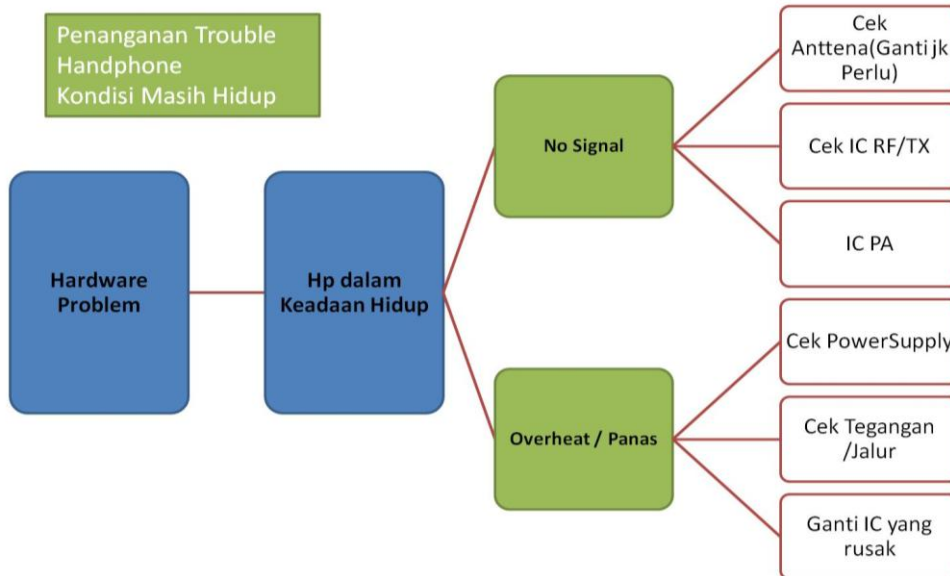 Penanganan Trouble
Handphone
Kondisi Masih Hidup
Hardware
Problem
Hp dalam
Keadaan Hidup
No Signal
Cek
Anttena(Ganti jk
Perlu)
Cek IC RF/TX
IC PA
Overheat / Panas
Cek PowerSupply
Cek Tegangan
/Jalur
Ganti IC yang
rusak